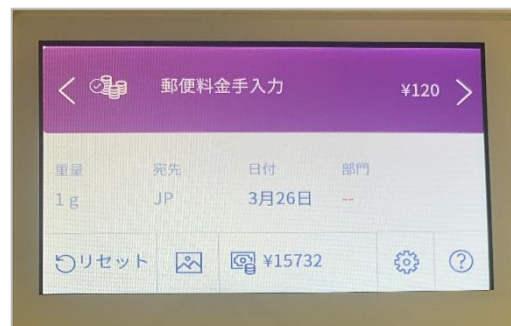 郵便料金手入力 ¥120
重量 宛先 日付 部門
1 g JP 3月26日 --
リセット ¥15732 ?